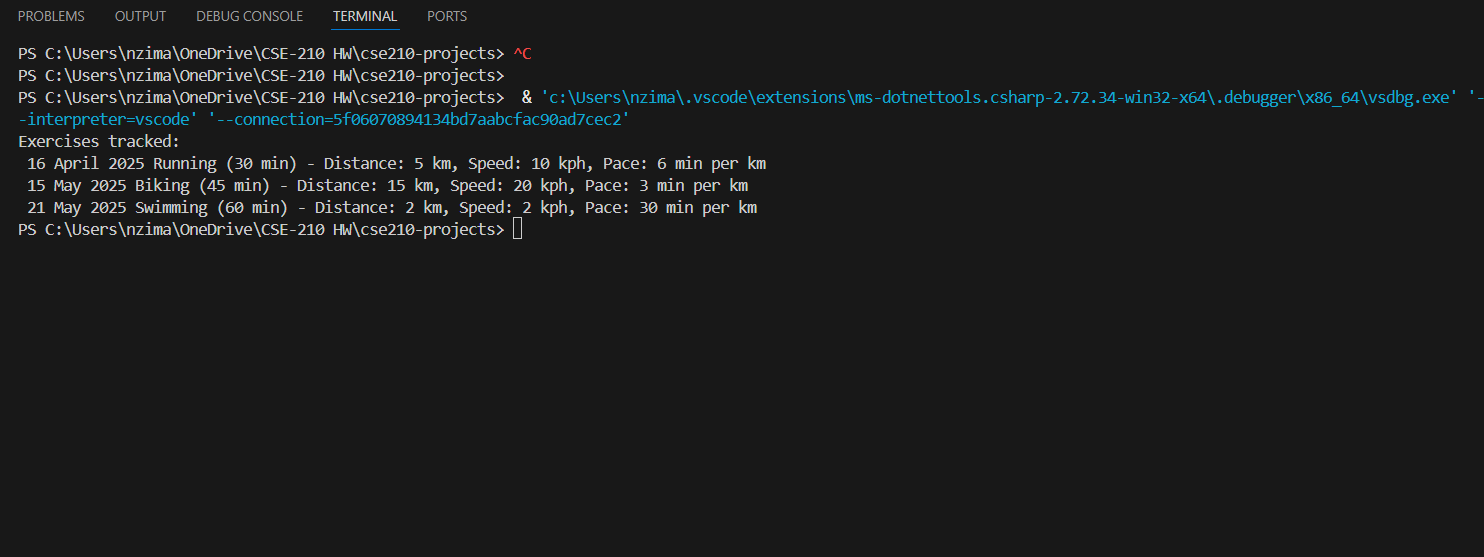 PROBLEMS OUTPUT DEBUG CONSOLE TERMINAL PORTS
PS C:\Users\nzima\OneDrive\CSE-210 HW\cse210-projects> ^C
PS C:\Users\nzima\OneDrive\CSE-210 HW\cse210-projects>
PS C:\Users\nzima\OneDrive\CSE-210 HW\cse210-projects>  & 'c:\Users\nzima\.vscode\extensions\ms-dotnettools.csharp-2.72.34-win32-x64\.debugger\x86_64\vsdbg.exe' '-
-interpreter=vscode' '--connection=5f06070894134bd7aabcfac90ad7cec2'
Exercises tracked:
 16 April 2025 Running (30 min) - Distance: 5 km, Speed: 10 kph, Pace: 6 min per km
 15 May 2025 Biking (45 min) - Distance: 15 km, Speed: 20 kph, Pace: 3 min per km
 21 May 2025 Swimming (60 min) - Distance: 2 km, Speed: 2 kph, Pace: 30 min per km
PS C:\Users\nzima\OneDrive\CSE-210 HW\cse210-projects>